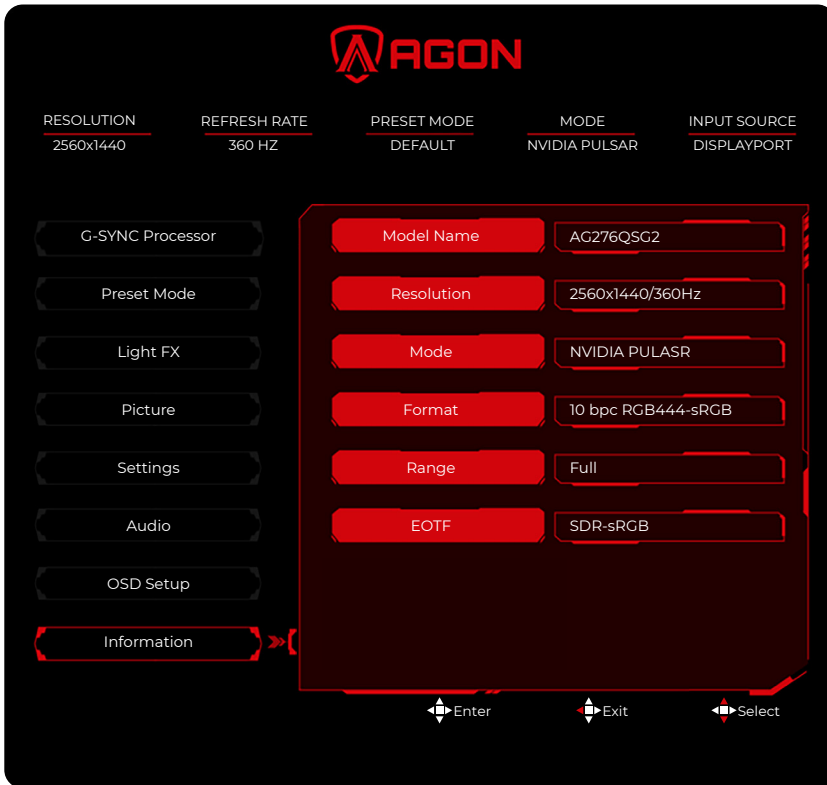 AGON
RESOLUTION REFRESH RATE PRESET MODE MODE INPUT SOURCE
2560x1440 360 HZ DEFAULT NVIDIA PULSAR DISPLAYPORT
G-SYNC Processor Model Name AG276QSG2
Preset Mode Resolution 2560x1440/360Hz
Light FX Mode NVIDIA PULASR
Picture Format 10 bpc RGB444-sRGB
Settings Range Full
Audio EOTF SDR-sRGB
OSD Setup
Information
Enter Exit Select